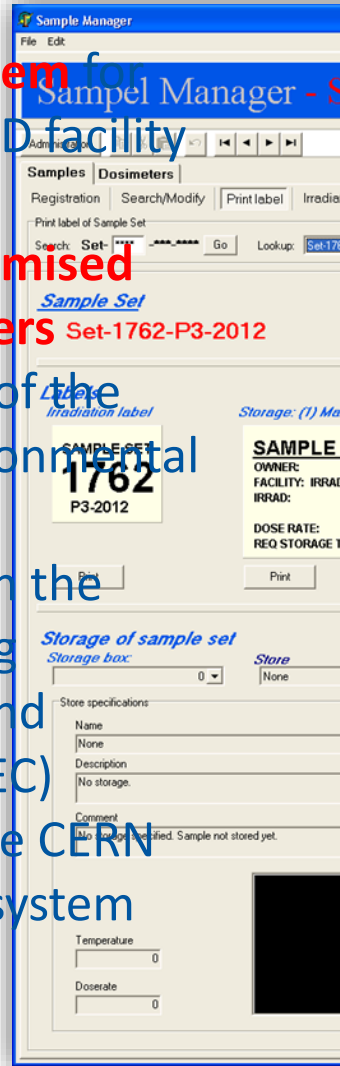 Sample Manager
File Edit
em for
Sampel Manager - S
D facility
Samples Dosimeters
Registration Search/Modify Print label Irradia
Print label of Sample Set
Search: Set- **** -***-**** Go Lookup: Set-176
mised
Sample Set
ers Set-1762-P3-2012
of the
Labels
Irradiation label Storage: (1) Ma
onmental
SAMPLE SET
1762
P3-2012
SAMPLE
OWNER:
FACILITY: IRRAD
IRRAD:
DOSE RATE:
REQ STORAGE T
Print Print
n the
Storage of sample set
g
Storage box: Store
0 None
Store specifications
nd
Name
None
EC)
Description
No storage.
Comment
No storage specified. Sample not stored yet.
e CERN
system
Temperature
0
Doserate
0